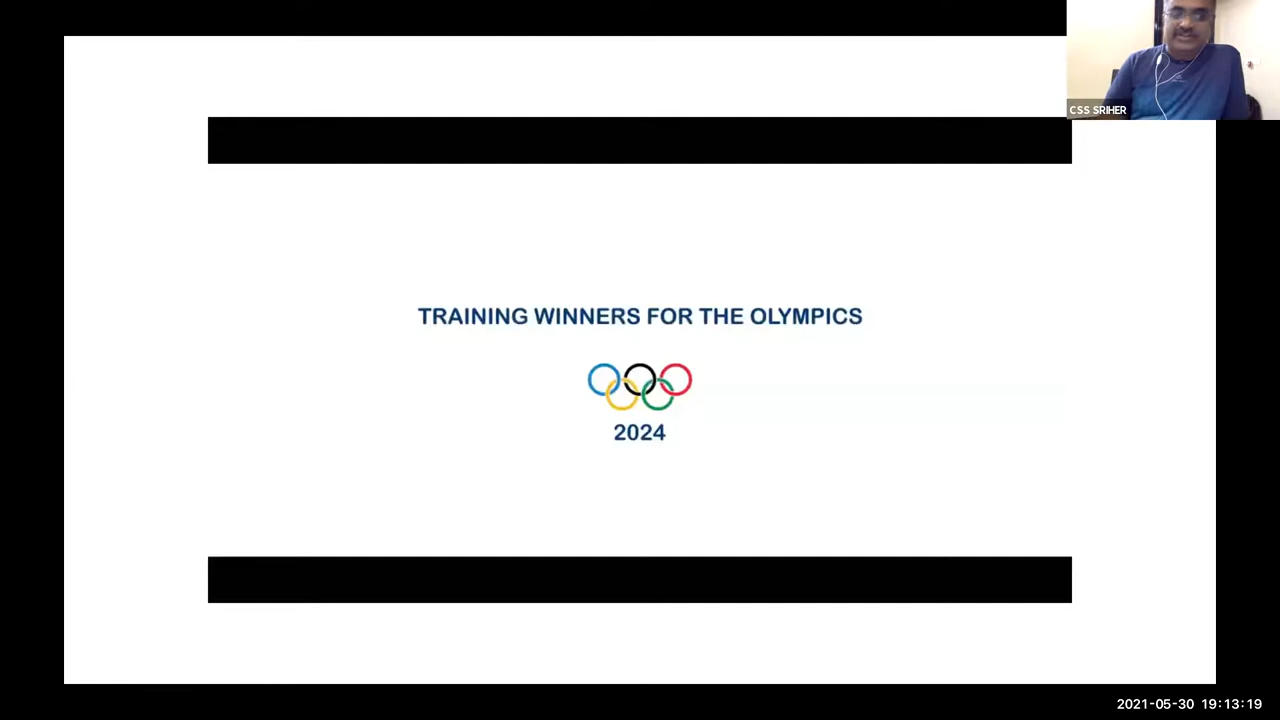 CSS SRIHER
TRAINING WINNERS FOR THE OLYMPICS
2024
2021-05-30 19:13:19